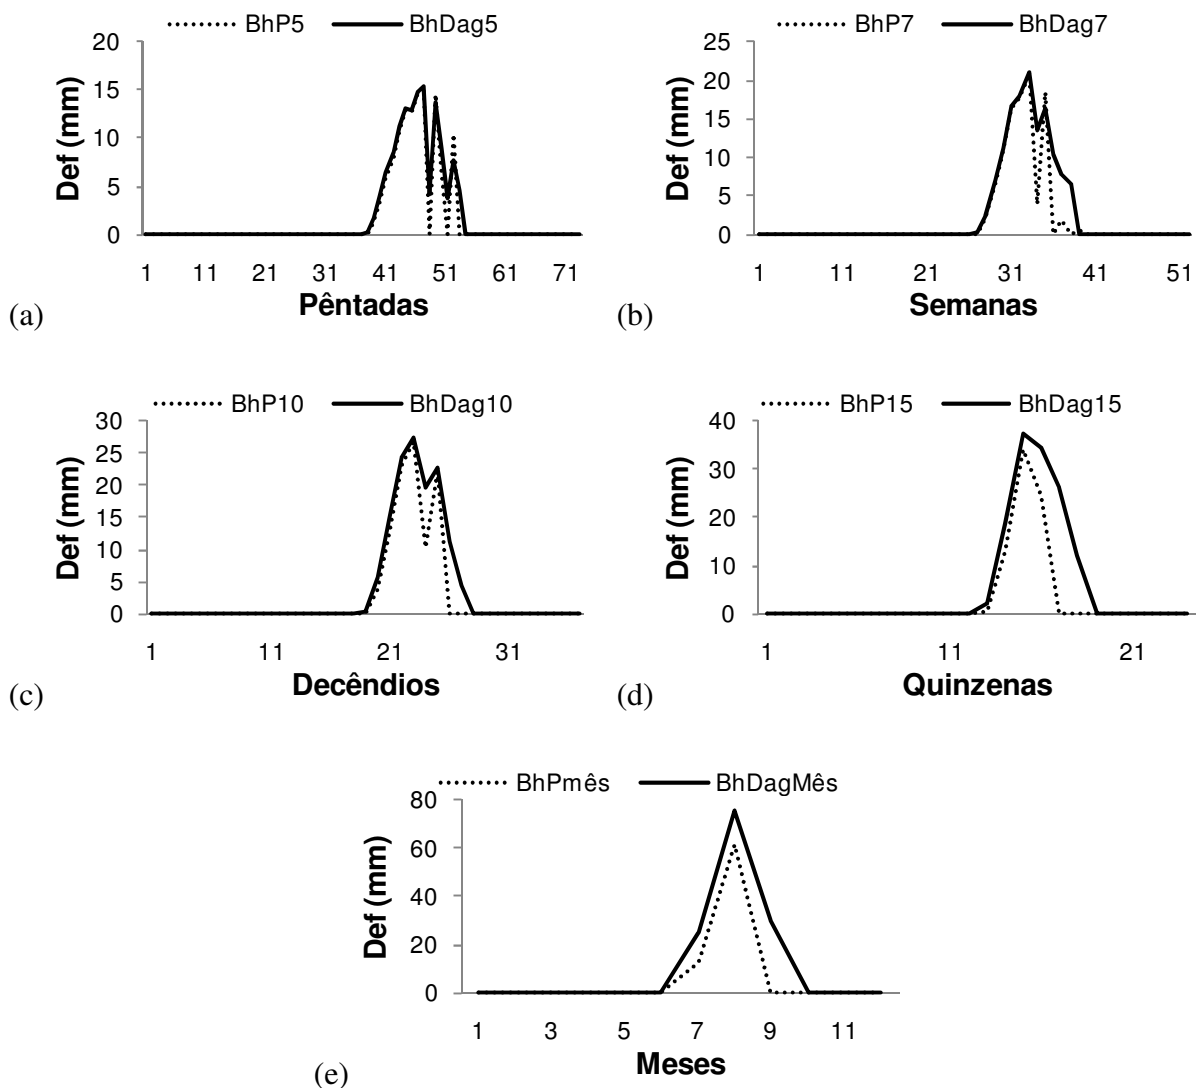 BhP5 BhDag5
20
15
10
5
0
Def (mm)
1 11 21 31 41 51 61 71
Pêntadas
(a)
BhP7 BhDag7
25
20
15
10
5
0
Def (mm)
1 11 21 31 41 51
Semanas
(b)
BhP10 BhDag10
30
25
20
15
10
5
0
Def (mm)
1 11 21 31
Decêndios
(c)
BhP15 BhDag15
40
30
20
10
0
Def (mm)
1 11 21
Quinzenas
(d)
BhPmês BhDagMês
80
60
40
20
0
Def (mm)
1 3 5 7 9 11
Meses
(e)